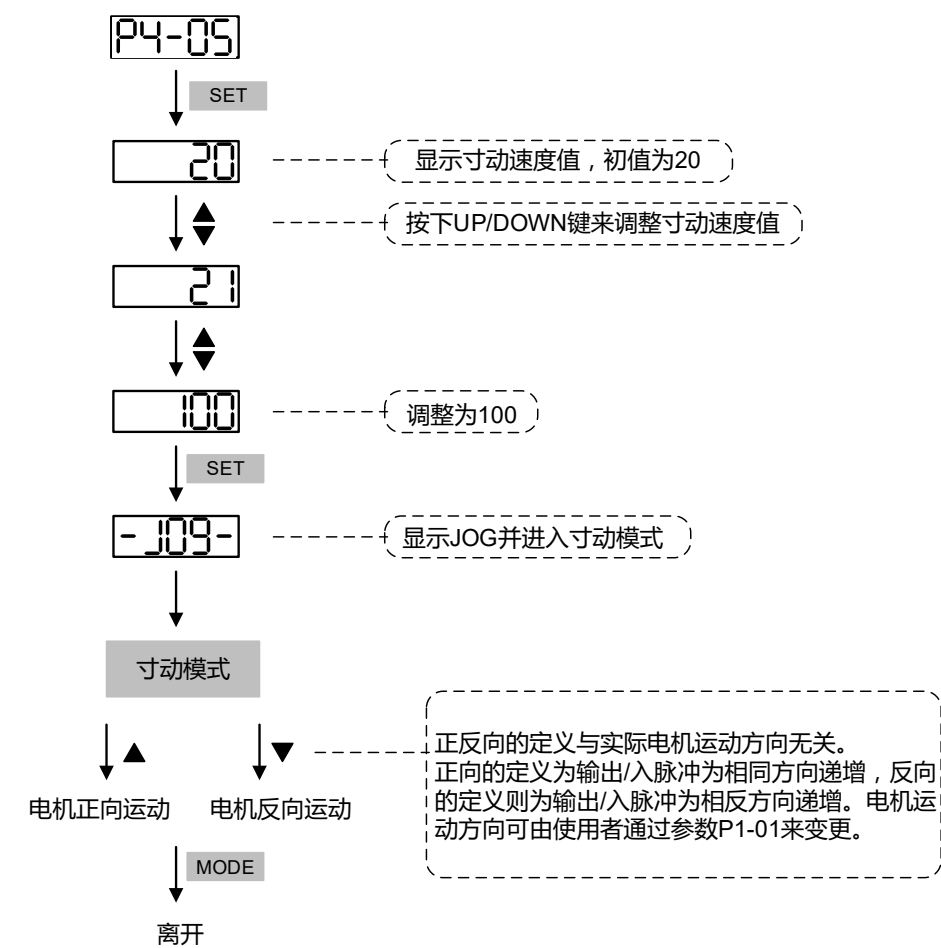 P4-05
SET
20
显示寸动速度值，初值为20
按下UP/DOWN键来调整寸动速度值
21
100
调整为100
SET
-JOG-
显示JOG并进入寸动模式
寸动模式
正反向的定义与实际电机运动方向无关。
正向的定义为输出/入脉冲为相同方向递增，反向
的定义则为输出/入脉冲为相反方向递增。电机运
动方向可由使用者通过参数P1-01来变更。
电机正向运动
电机反向运动
MODE
离开